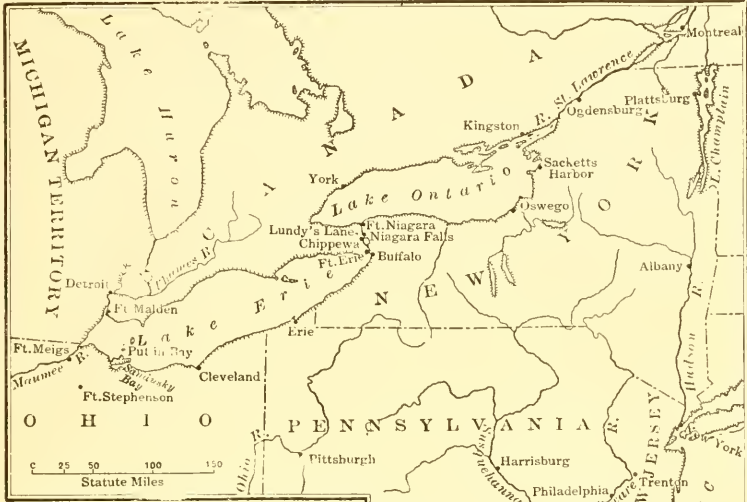 MICHIGAN TERRITORY
Lake Huron
CANADA
Montreal
R. St. Lawrence
Ogdensburg
Plattsburg
L. Champlain
Kingston
Sacketts
Harbor
York
Lake Ontario
Oswego
Lundy's Lane
Ft. Niagara
Chippewa
Niagara Falls
Ft. Erie
Buffalo
NEW YORK
Albany
Hudson R.
Thames R.
Detroit
Ft Malden
Lake Erie
Erie
Ft. Meigs
Put in Bay
Maumee R.
Sandusky
Bay
Cleveland
Ft. Stephenson
OHIO
PENNSYLVANIA
R.
JERSEY
New York
Ohio R.
Pittsburgh
Susquehanna
Harrisburg
Trenton
Philadelphia
0 25 50 100 150
Statute Miles